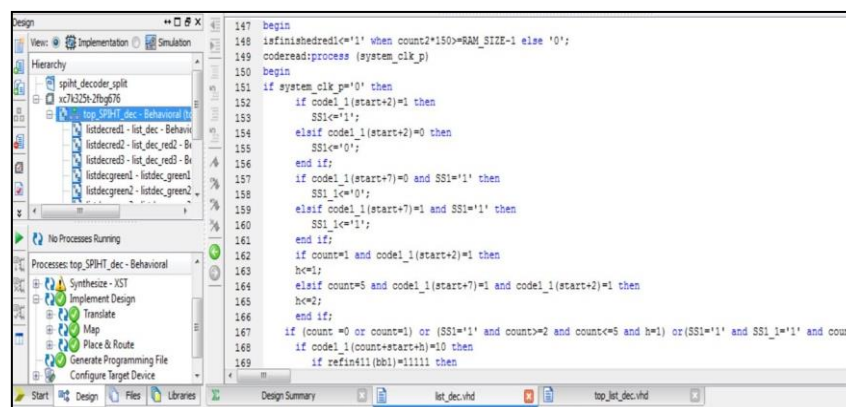 Design
View: Implementation Simulation
Hierarchy
spiht_decoder_split
xc7k325t-2fbg676
top_SPIHT_dec - Behavioral (to
listdecred1 - list_dec - Behavio
listdecred2 - list_dec_red2 - Be
listdecred3 - list_dec_red3 - Be
listdecgreen1 - listdec_green1
listdecgreen2 - listdec_green2
No Processes Running
Processes: top_SPIHT_dec - Behavioral
Synthesize - XST
Implement Design
Translate
Map
Place & Route
Generate Programming File
Configure Target Device
Start Design Files Libraries
147 begin
148 isfinishedred1<='1' when count2*150>=RAM_SIZE-1 else '0';
149 coderead:process (system_clk_p)
150 begin
151 if system_clk_p='0' then
152 if code1_1(start+2)=1 then
153 SS1<='1';
154 elsif code1_1(start+2)=0 then
155 SS1<='0';
156 end if;
157 if code1_1(start+7)=0 and SS1='1' then
158 SS1_1<='0';
159 elsif code1_1(start+7)=1 and SS1='1' then
160 SS1_1<='1';
161 end if;
162 if count=1 and code1_1(start+2)=1 then
163 h<=1;
164 elsif count=5 and code1_1(start+7)=1 and code1_1(start+2)=1 then
165 h<=2;
166 end if;
167 if (count =0 or count=1) or (SS1='1' and count>=2 and count<=5 and h=1) or(SS1='1' and SS1_1='1' and cou
168 if code1_1(count+start+h)=10 then
169 if refin411(bb1)=11111 then
Design Summary list_dec.vhd top_list_dec.vhd